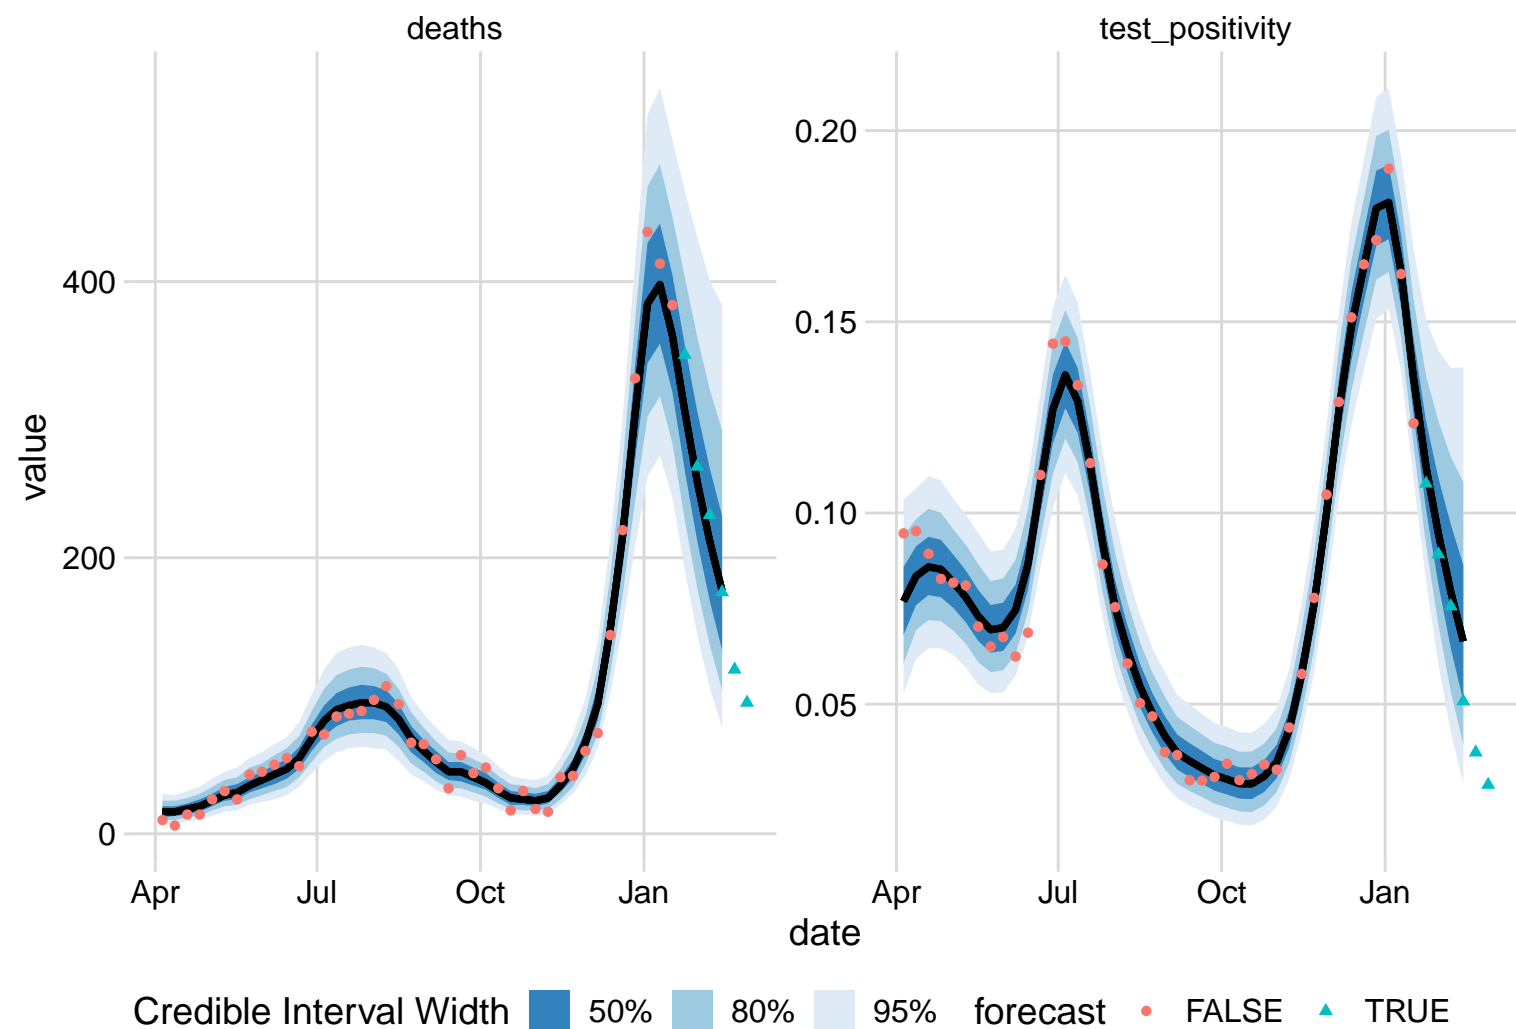 deaths
test_positivity
value
400
200
0
0.20
0.15
0.10
0.05
Apr Jul Oct Jan
Apr Jul Oct Jan
date
Credible Interval Width 50% 80% 95% forecast FALSE TRUE